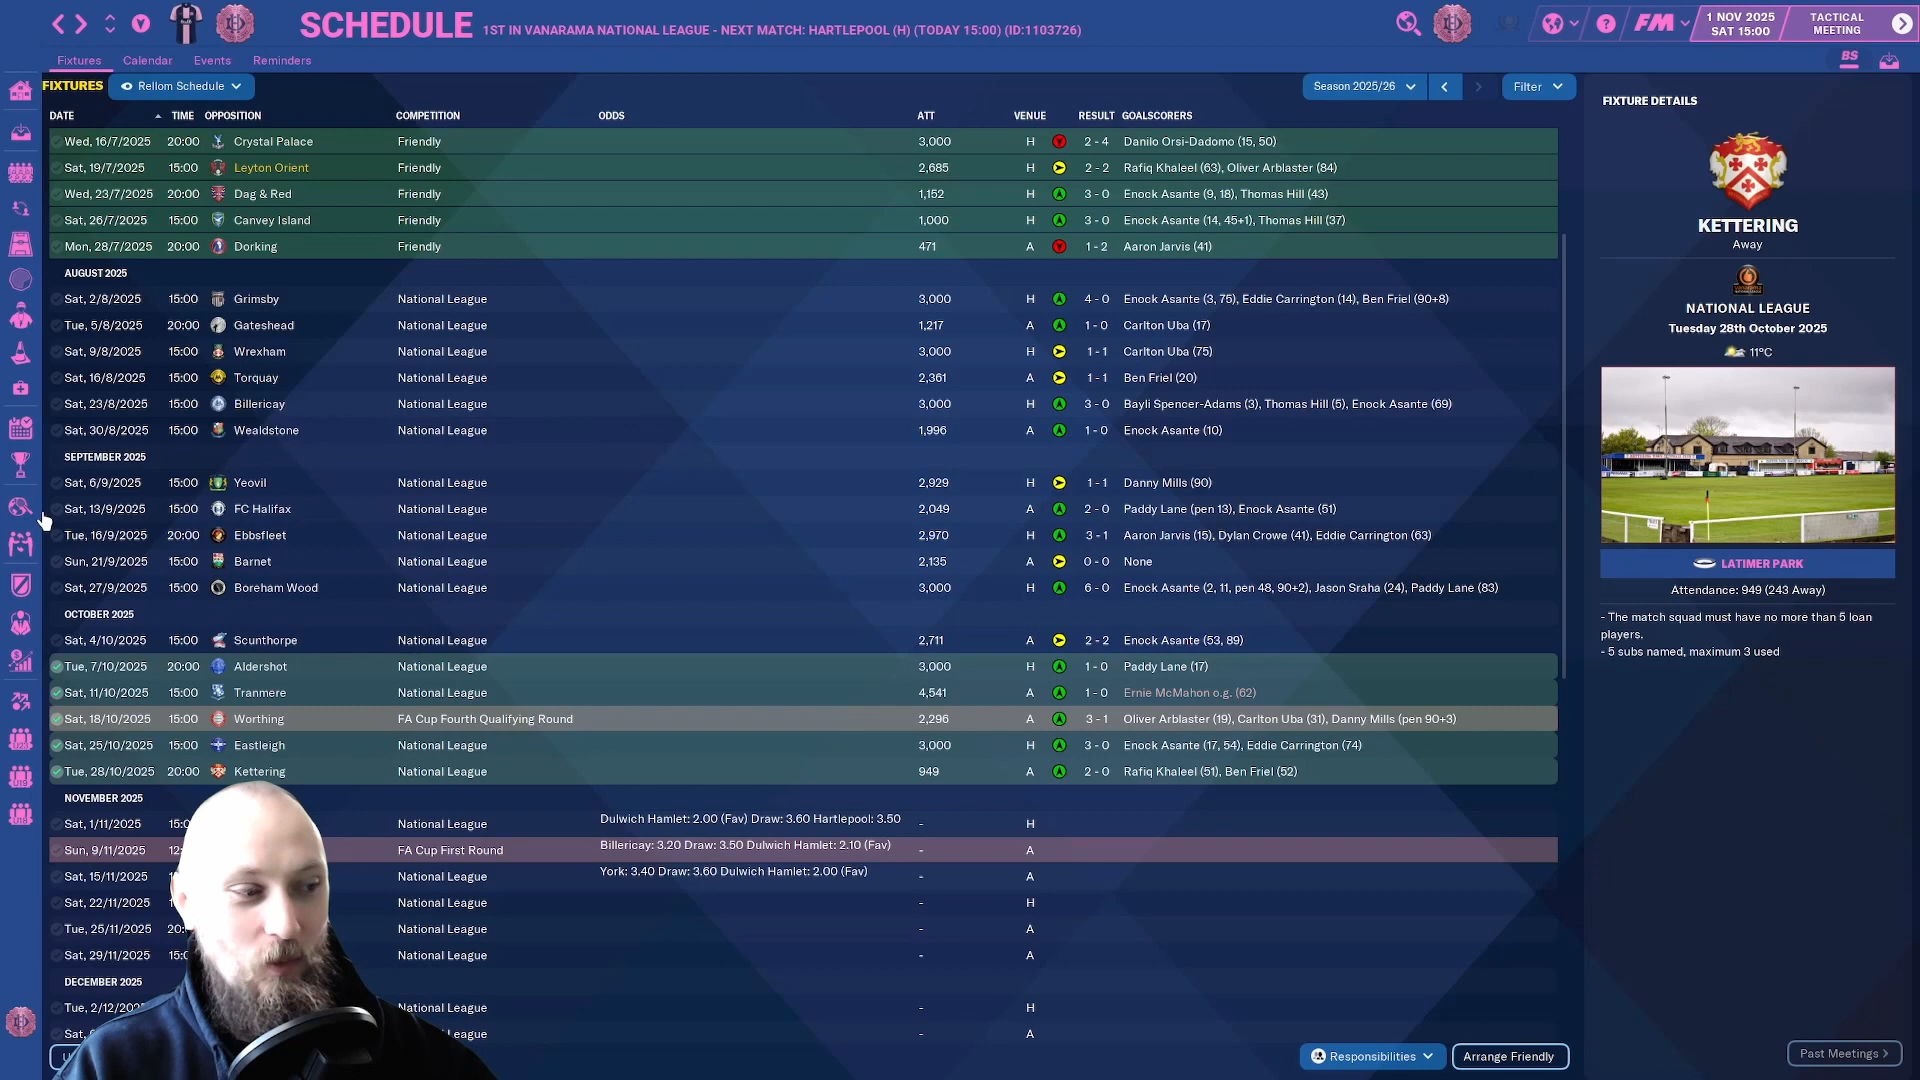 SCHEDULE 1ST IN VANARAMA NATIONAL LEAGUE - NEXT MATCH: HARTLEPOOL (H) (TODAY 15:00) (ID:1103726)
FM 1 NOV 2025 SAT 15:00 TACTICAL MEETING
Fixtures Calendar Events Reminders BS
FIXTURES Rellom Schedule Season 2025/26 Filter
DATE TIME OPPOSITION COMPETITION ODDS ATT VENUE RESULT GOALSCORERS
Wed, 16/7/2025 20:00 Crystal Palace Friendly 3,000 H 2 - 4 Danilo Orsi-Dadomo (15, 50)
Sat, 19/7/2025 15:00 Leyton Orient Friendly 2,685 H 2 - 2 Rafiq Khaleel (63), Oliver Arblaster (84)
Wed, 23/7/2025 20:00 Dag & Red Friendly 1,152 H 3 - 0 Enock Asante (9, 18), Thomas Hill (43)
Sat, 26/7/2025 15:00 Canvey Island Friendly 1,000 H 3 - 0 Enock Asante (14, 45+1), Thomas Hill (37)
Mon, 28/7/2025 20:00 Dorking Friendly 471 A 1 - 2 Aaron Jarvis (41)
AUGUST 2025
Sat, 2/8/2025 15:00 Grimsby National League 3,000 H 4 - 0 Enock Asante (3, 75), Eddie Carrington (14), Ben Friel (90+8)
Tue, 5/8/2025 20:00 Gateshead National League 1,217 A 1 - 0 Carlton Uba (17)
Sat, 9/8/2025 15:00 Wrexham National League 3,000 H 1 - 1 Carlton Uba (75)
Sat, 16/8/2025 15:00 Torquay National League 2,361 A 1 - 1 Ben Friel (20)
Sat, 23/8/2025 15:00 Billericay National League 3,000 H 3 - 0 Bayli Spencer-Adams (3), Thomas Hill (5), Enock Asante (69)
Sat, 30/8/2025 15:00 Wealdstone National League 1,996 A 1 - 0 Enock Asante (10)
SEPTEMBER 2025
Sat, 6/9/2025 15:00 Yeovil National League 2,929 H 1 - 1 Danny Mills (90)
Sat, 13/9/2025 15:00 FC Halifax National League 2,049 A 2 - 0 Paddy Lane (pen 13), Enock Asante (51)
Tue, 16/9/2025 20:00 Ebbsfleet National League 2,970 H 3 - 1 Aaron Jarvis (15), Dylan Crowe (41), Eddie Carrington (63)
Sun, 21/9/2025 15:00 Barnet National League 2,135 A 0 - 0 None
Sat, 27/9/2025 15:00 Boreham Wood National League 3,000 H 6 - 0 Enock Asante (2, 11, pen 48, 90+2), Jason Sraha (24), Paddy Lane (83)
OCTOBER 2025
Sat, 4/10/2025 15:00 Scunthorpe National League 2,711 A 2 - 2 Enock Asante (53, 89)
Tue, 7/10/2025 20:00 Aldershot National League 3,000 H 1 - 0 Paddy Lane (17)
Sat, 11/10/2025 15:00 Tranmere National League 4,541 A 1 - 0 Ernie McMahon o.g. (62)
Sat, 18/10/2025 15:00 Worthing FA Cup Fourth Qualifying Round 2,296 A 3 - 1 Oliver Arblaster (19), Carlton Uba (31), Danny Mills (pen 90+3)
Sat, 25/10/2025 15:00 Eastleigh National League 3,000 H 3 - 0 Enock Asante (17, 54), Eddie Carrington (74)
Tue, 28/10/2025 20:00 Kettering National League 949 A 2 - 0 Rafiq Khaleel (51), Ben Friel (52)
NOVEMBER 2025
Sat, 1/11/2025 National League Dulwich Hamlet: 2.00 (Fav) Draw: 3.60 Hartlepool: 3.50 - H
Sun, 9/11/2025 FA Cup First Round Billericay: 3.20 Draw: 3.50 Dulwich Hamlet: 2.10 (Fav) - A
Sat, 15/11/2025 National League York: 3.40 Draw: 3.60 Dulwich Hamlet: 2.00 (Fav) - A
Sat, 22/11/2025 National League - H
Tue, 25/11/2025 National League - A
Sat, 29/11/2025 National League - A
DECEMBER 2025
Tue, 2/12/202 National League - H
Sat, League - A
Responsibilities Arrange Friendly
FIXTURE DETAILS
KETTERING
Away
NATIONAL LEAGUE
Tuesday 28th October 2025
11°C
LATIMER PARK
Attendance: 949 (243 Away)
- The match squad must have no more than 5 loan
players.
- 5 subs named, maximum 3 used
Past Meetings